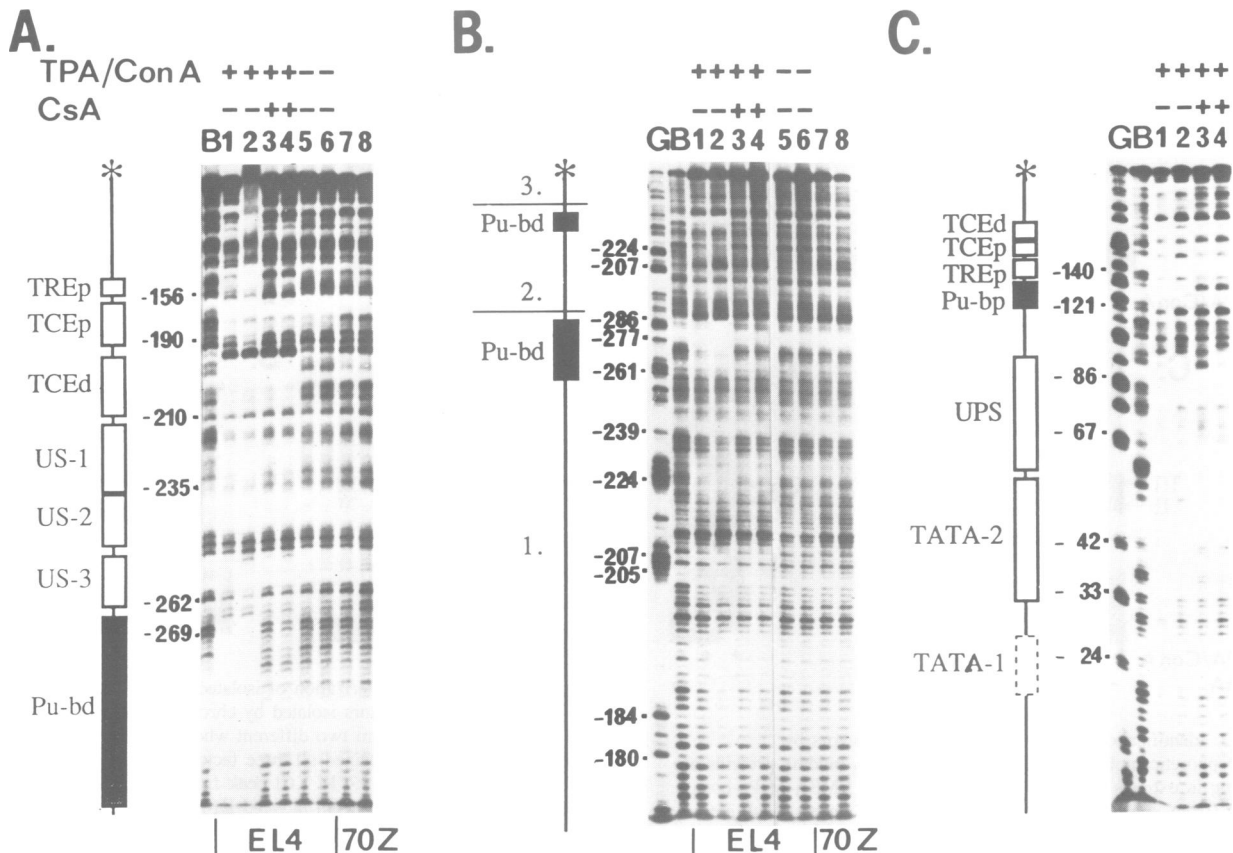 A.
TPA/Con A ++++−−
CsA −−++−−
B 1 2 3 4 5 6 7 8
*
TREp
TCEp
TCEd
US-1
US-2
US-3
Pu-bd
-156
-190
-210
-235
-262
-269
EL4 70Z
B.
++++ −−
−−++ −−
G B 1 2 3 4 5 6 7 8
*
3.
Pu-bd
2.
Pu-bd
1.
-224
-207
-286
-277
-261
-239
-224
-207
-205
-184
-180
EL4 70Z
C.
++++
−−++
G B 1 2 3 4
*
TCEd
TCEp
TREp
Pu-bp
UPS
TATA-2
TATA-1
-140
-121
- 86
- 67
- 42
- 33
- 24